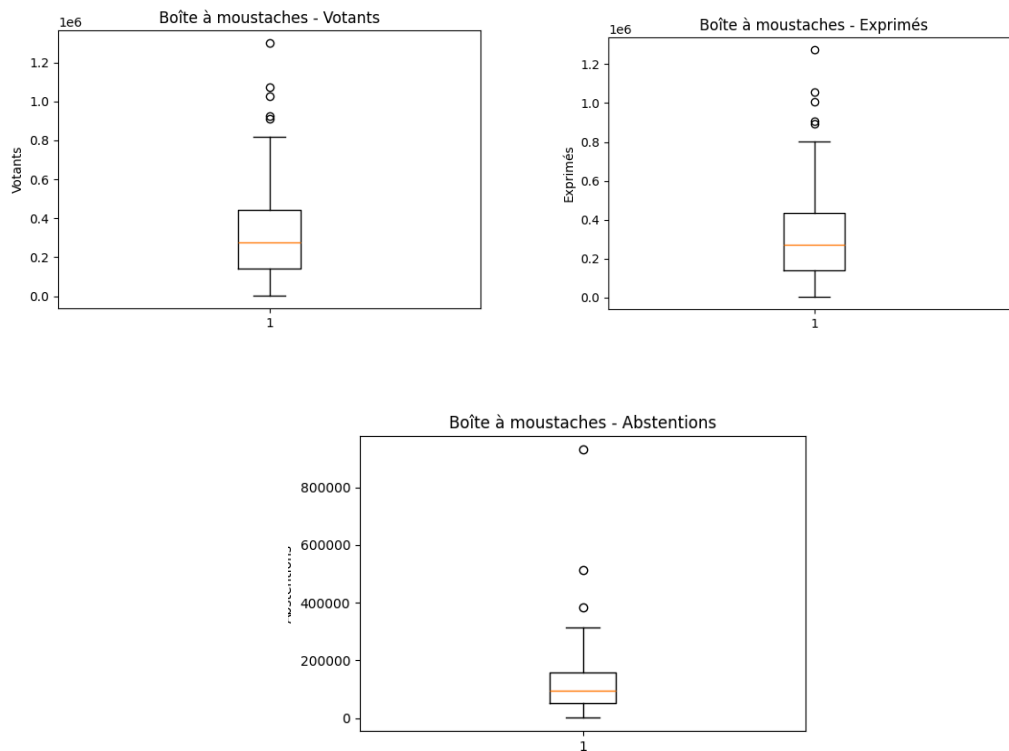 Boîte à moustaches - Votants
1e6
1.2
1.0
0.8
0.6
0.4
0.2
0.0
Votants
1
Boîte à moustaches - Exprimés
1e6
1.2
1.0
0.8
0.6
0.4
0.2
0.0
Exprimés
1
Boîte à moustaches - Abstentions
800000
600000
400000
200000
0
Abstentions
1